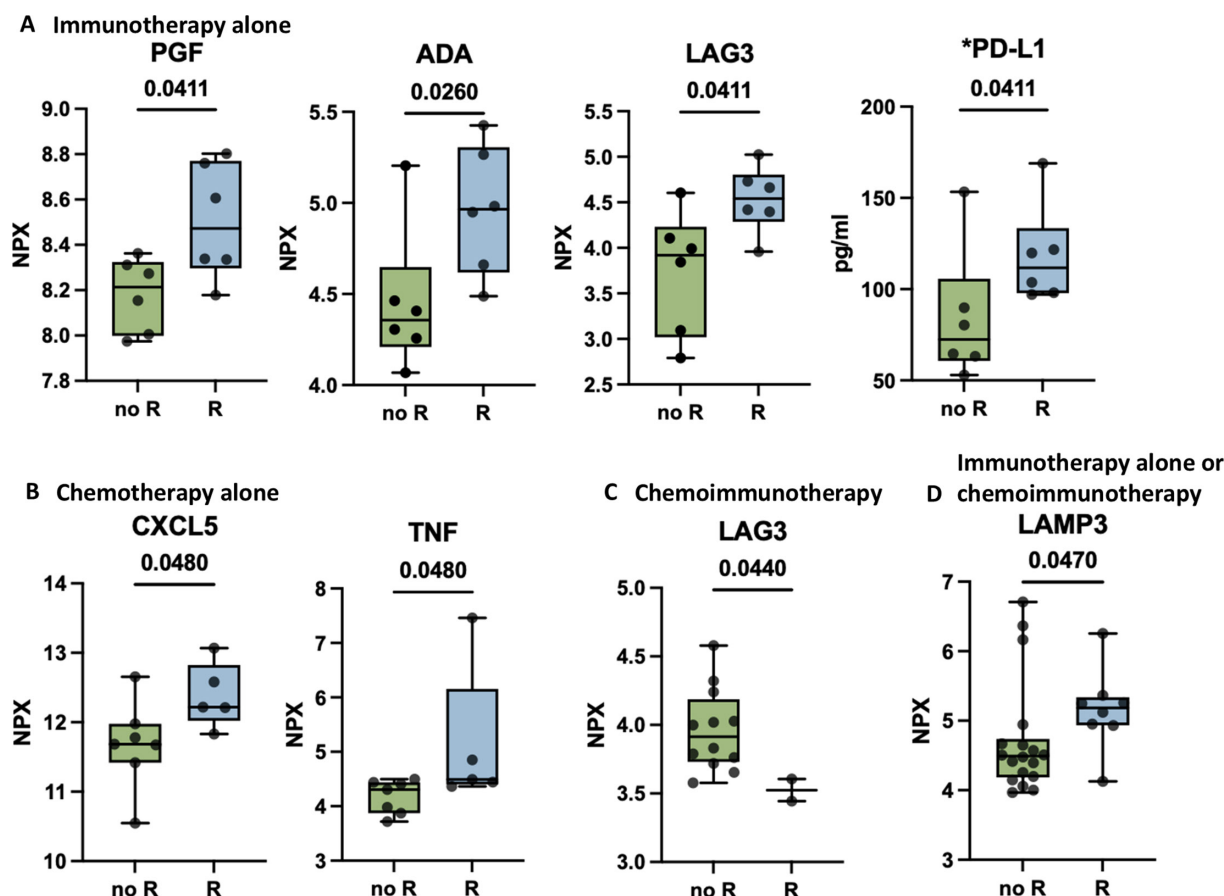 A Immunotherapy alone
PGF ADA LAG3 *PD-L1
0.0411 0.0260 0.0411 0.0411
NPX
9.0
8.8
8.6
8.4
8.2
8.0
7.8
no R R
NPX
5.5
5.0
4.5
4.0
no R R
NPX
5.5
5.0
4.5
4.0
3.5
3.0
2.5
no R R
pg/ml
200
150
100
50
no R R
B Chemotherapy alone
CXCL5
0.0480
NPX
14
13
12
11
10
no R R
TNF
0.0480
NPX
8
7
6
5
4
3
no R R
C Chemoimmunotherapy
LAG3
0.0440
NPX
5.0
4.5
4.0
3.5
3.0
no R R
Immunotherapy alone or
D chemoimmunotherapy
LAMP3
0.0470
NPX
7
6
5
4
3
no R R